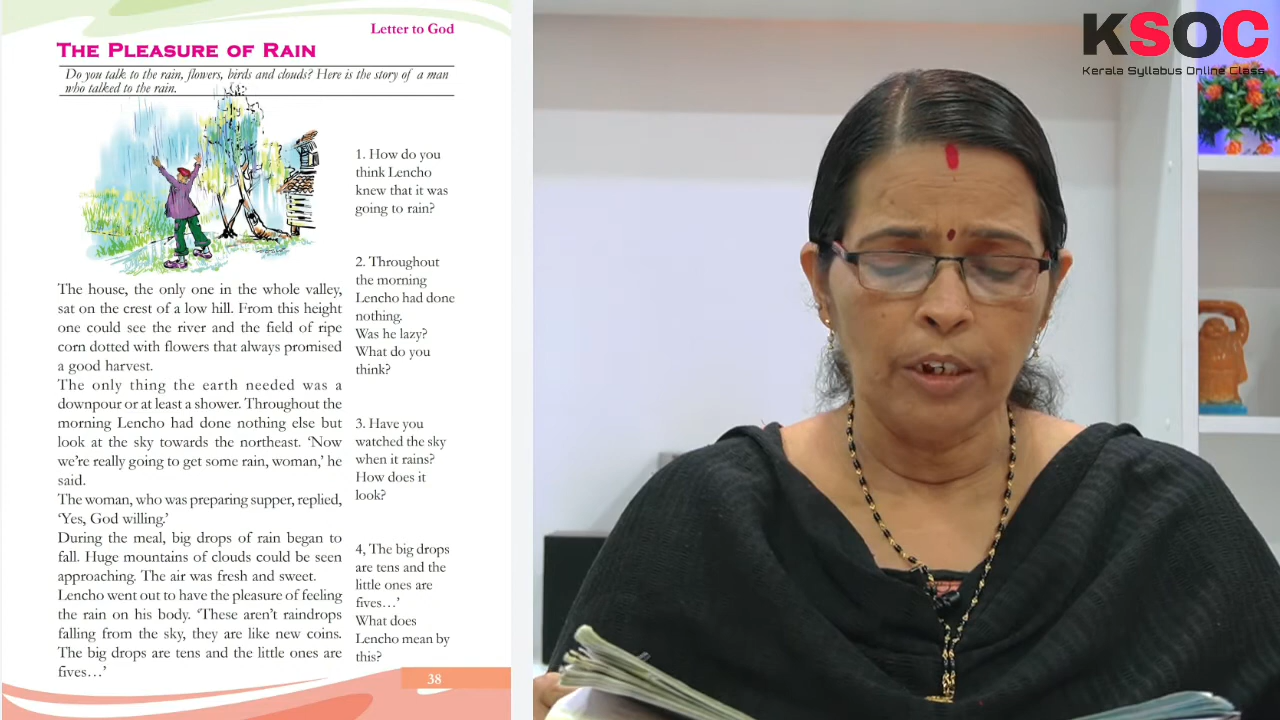 Letter to God
THE PLEASURE OF RAIN
Do you talk to the rain, flowers, birds and clouds? Here is the story of a man
who talked to the rain.
The house, the only one in the whole valley,
sat on the crest of a low hill. From this height
one could see the river and the field of ripe
corn dotted with flowers that always promised
a good harvest.
The only thing the earth needed was a
downpour or at least a shower. Throughout the
morning Lencho had done nothing else but
look at the sky towards the northeast. ‘Now
we’re really going to get some rain, woman,’ he
said.
The woman, who was preparing supper, replied,
‘Yes, God willing.’
During the meal, big drops of rain began to
fall. Huge mountains of clouds could be seen
approaching. The air was fresh and sweet.
Lencho went out to have the pleasure of feeling
the rain on his body. ‘These aren’t raindrops
falling from the sky, they are like new coins.
The big drops are tens and the little ones are
fives…’
1. How do you
think Lencho
knew that it was
going to rain?
2. Throughout
the morning
Lencho had done
nothing.
Was he lazy?
What do you
think?
3. Have you
watched the sky
when it rains?
How does it
look?
4, The big drops
are tens and the
little ones are
fives…’
What does
Lencho mean by
this?
38
KSOC
Kerala Syllabus Online Class